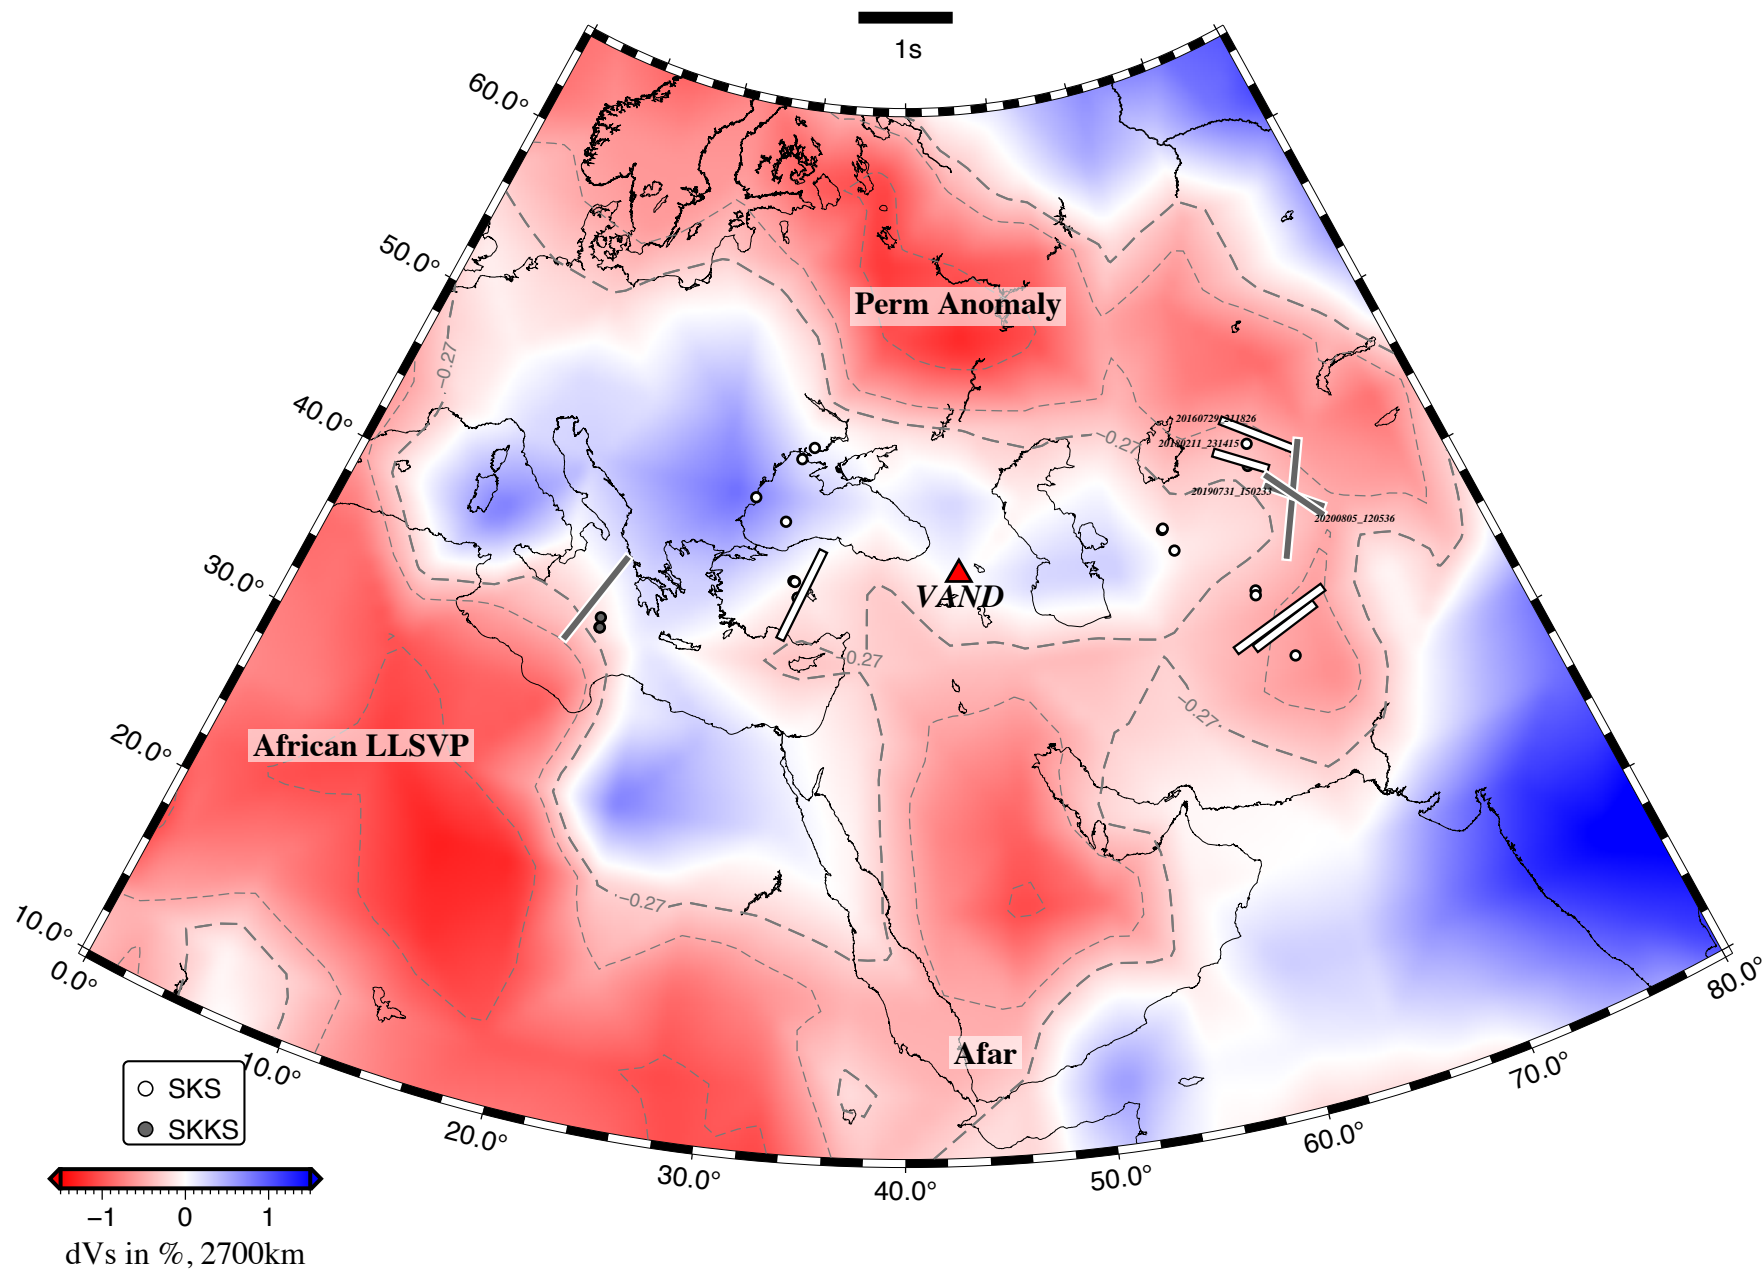 1s
60.0°
50.0°
40.0°
30.0°
20.0°
10.0°
0.0°
10.0°
20.0°
30.0°
40.0°
50.0°
60.0°
70.0°
80.0°
Perm Anomaly
-0.27
-0.27
20160729_211826
20180211_231415
20190731_150233
20200805_120536
VAND
-0.27
-0.27
African LLSVP
-0.27
Afar
SKS
SKKS
−1 0 1
dVs in %, 2700km